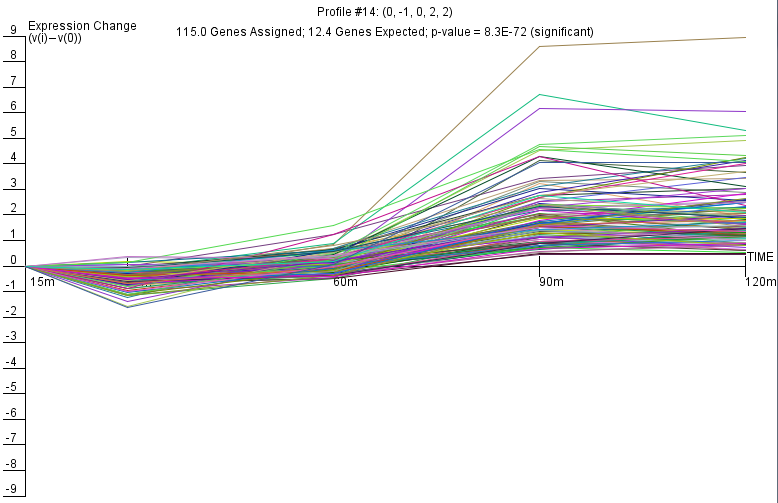 Profile #14: (0, -1, 0, 2, 2)
Expression Change
(v(i)−v(0))
115.0 Genes Assigned; 12.4 Genes Expected; p-value = 8.3E-72 (significant)
9
8
7
6
5
4
3
2
1
0
TIME
15m
60m
90m
120m
-1
-2
-3
-4
-5
-6
-7
-8
-9